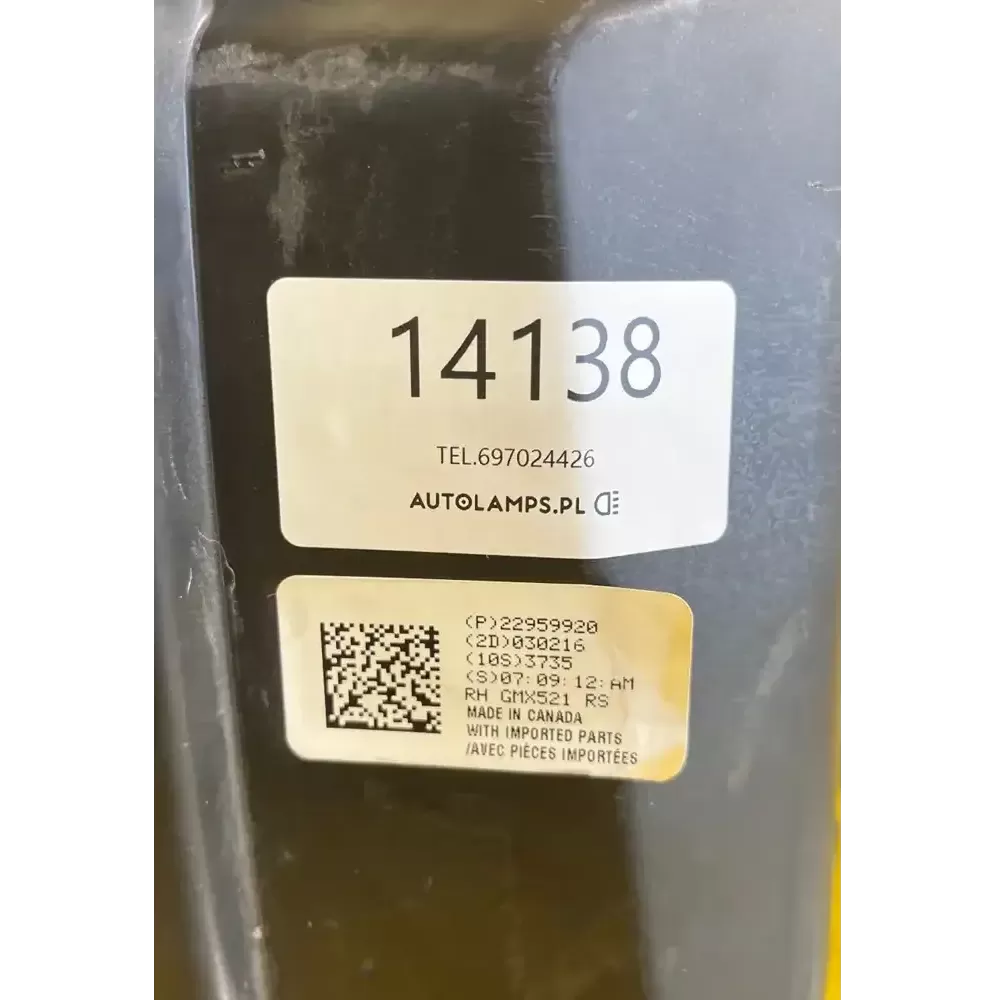 14138
TEL.697024426
AUTOLAMPS.PL
(P)22959920
(2D)030216
(10S)3735
(S)07:09:12:AM
RH GMX521 RS
MADE IN CANADA
WITH IMPORTED PARTS
/AVEC PIÈCES IMPORTÉES